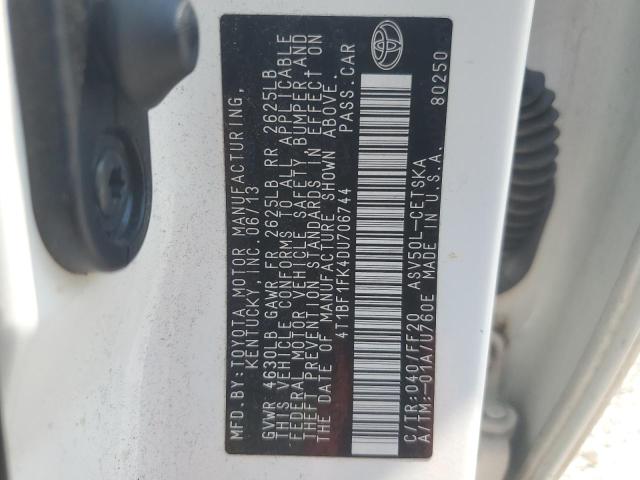 MFD.BY:TOYOTA MOTOR MANUFACTURING,
KENTUCKY,INC. 06/13
GVWR 4630LB GAWR FR 2625LB RR 2625LB
THIS VEHICLE CONFORMS TO ALL APPLICABLE
FEDERAL MOTOR VEHICLE SAFETY, BUMPER, AND
THEFT PREVENTION STANDARDS IN EFFECT ON
THE DATE OF MANUFACTURE SHOWN ABOVE.
4T1BF1FK4DU706744 PASS.CAR
C/TR:040/FF20 ASV50L-CETSKA
A/TM:-01A/U760E MADE IN U.S.A.
80250